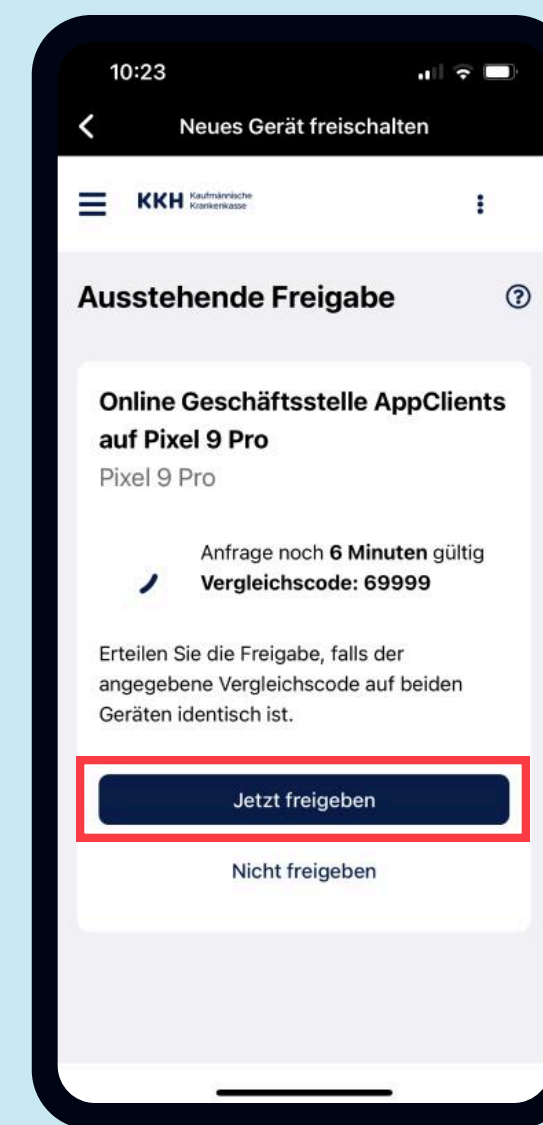 10:23
Neues Gerät freischalten
KKH Kaufmännische
Krankenkasse
Ausstehende Freigabe
Online Geschäftsstelle AppClients
auf Pixel 9 Pro
Pixel 9 Pro
Anfrage noch 6 Minuten gültig
Vergleichscode: 69999
Erteilen Sie die Freigabe, falls der
angegebene Vergleichscode auf beiden
Geräten identisch ist.
Jetzt freigeben
Nicht freigeben